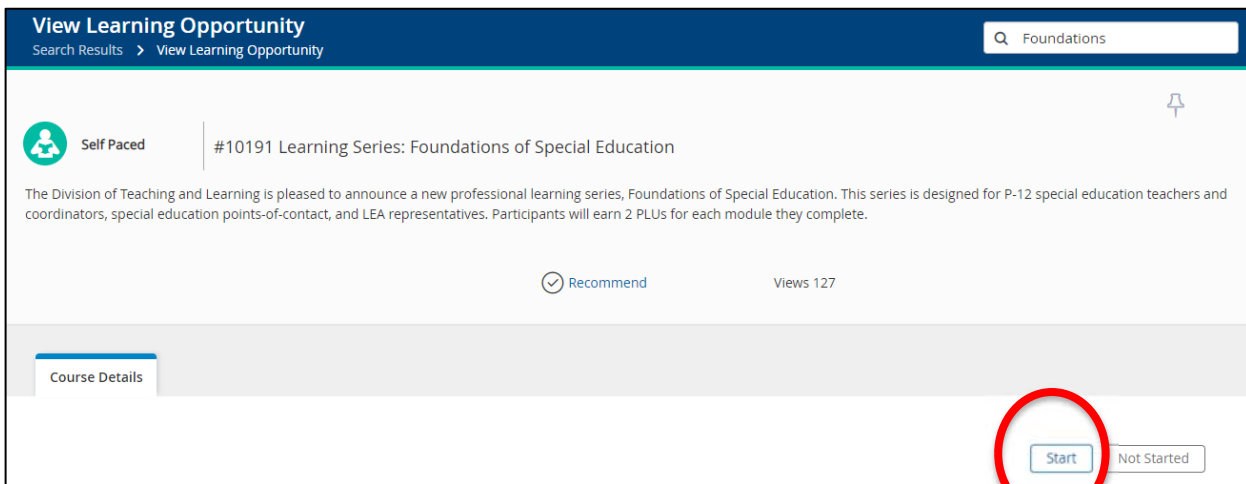 View Learning Opportunity
Search Results > View Learning Opportunity
Foundations
Self Paced
#10191 Learning Series: Foundations of Special Education
The Division of Teaching and Learning is pleased to announce a new professional learning series, Foundations of Special Education. This series is designed for P-12 special education teachers and
coordinators, special education points-of-contact, and LEA representatives. Participants will earn 2 PLUs for each module they complete.
Recommend Views 127
Course Details
Start Not Started